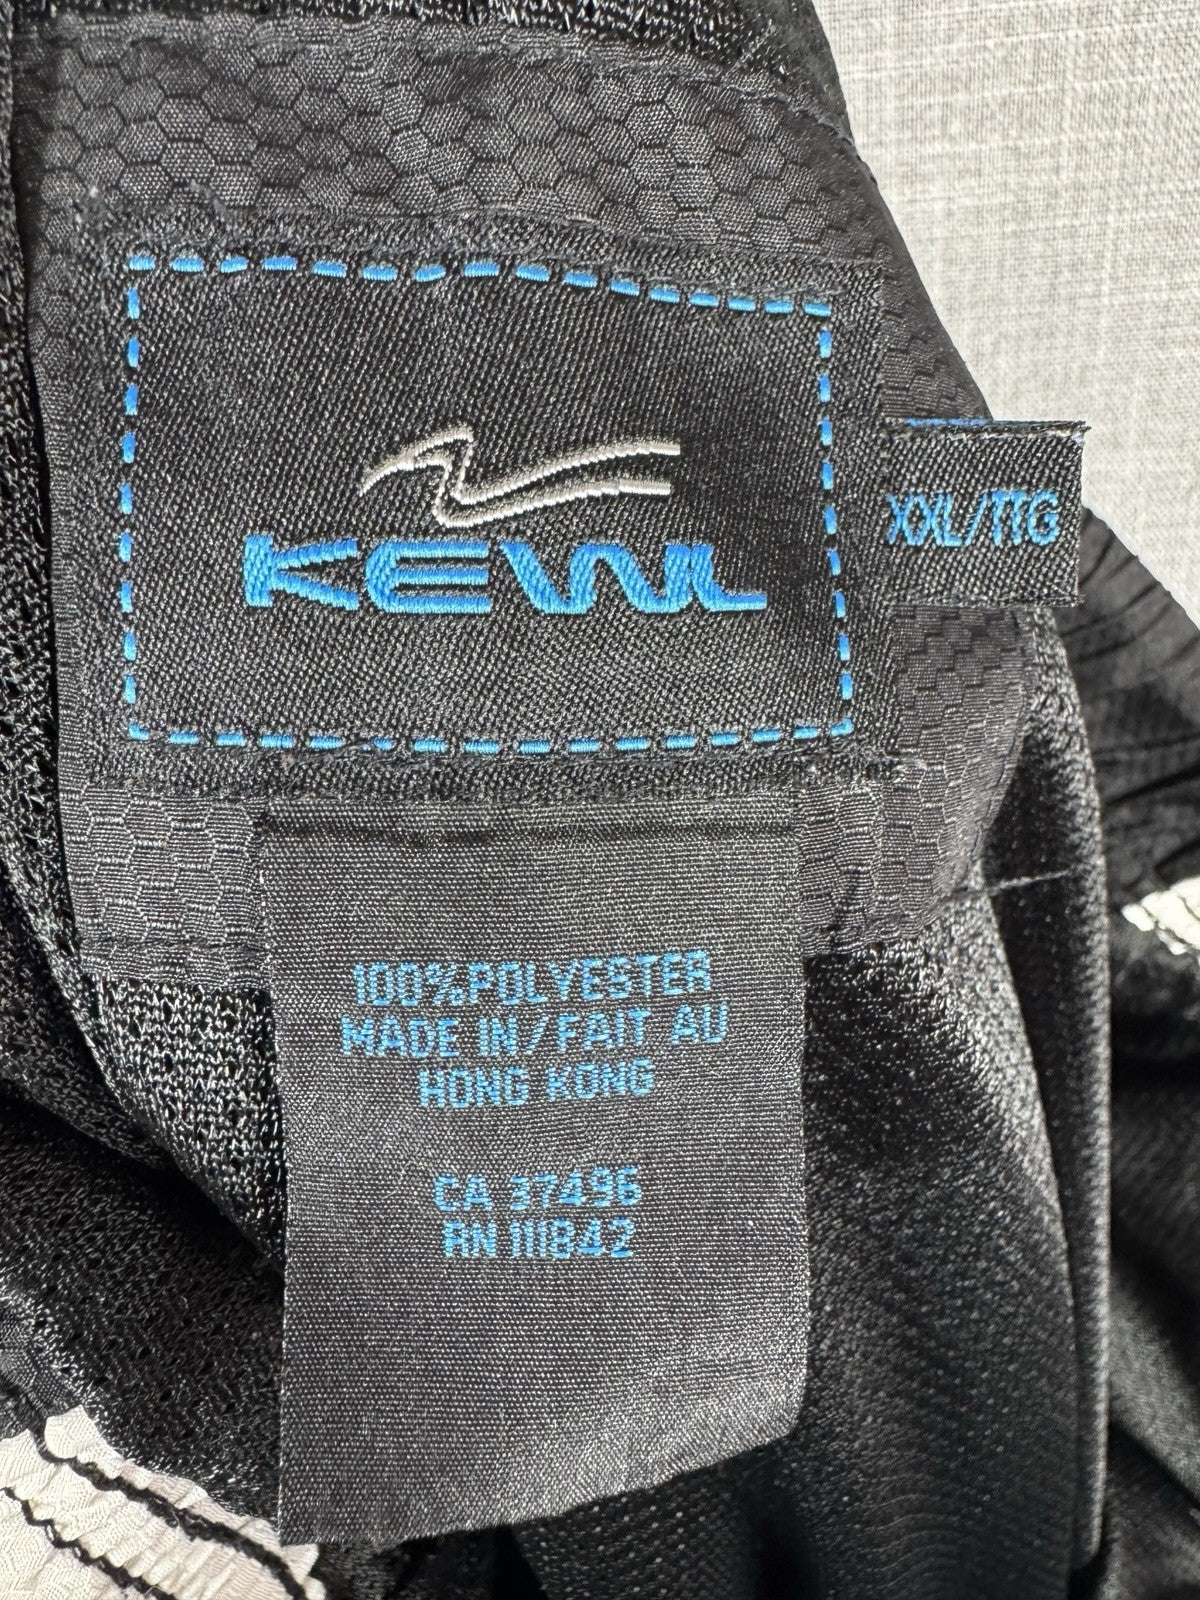 KEWL
XXL/TTG
100%POLYESTER
MADE IN/FAIT AU
HONG KONG
CA 37496
RN 111842